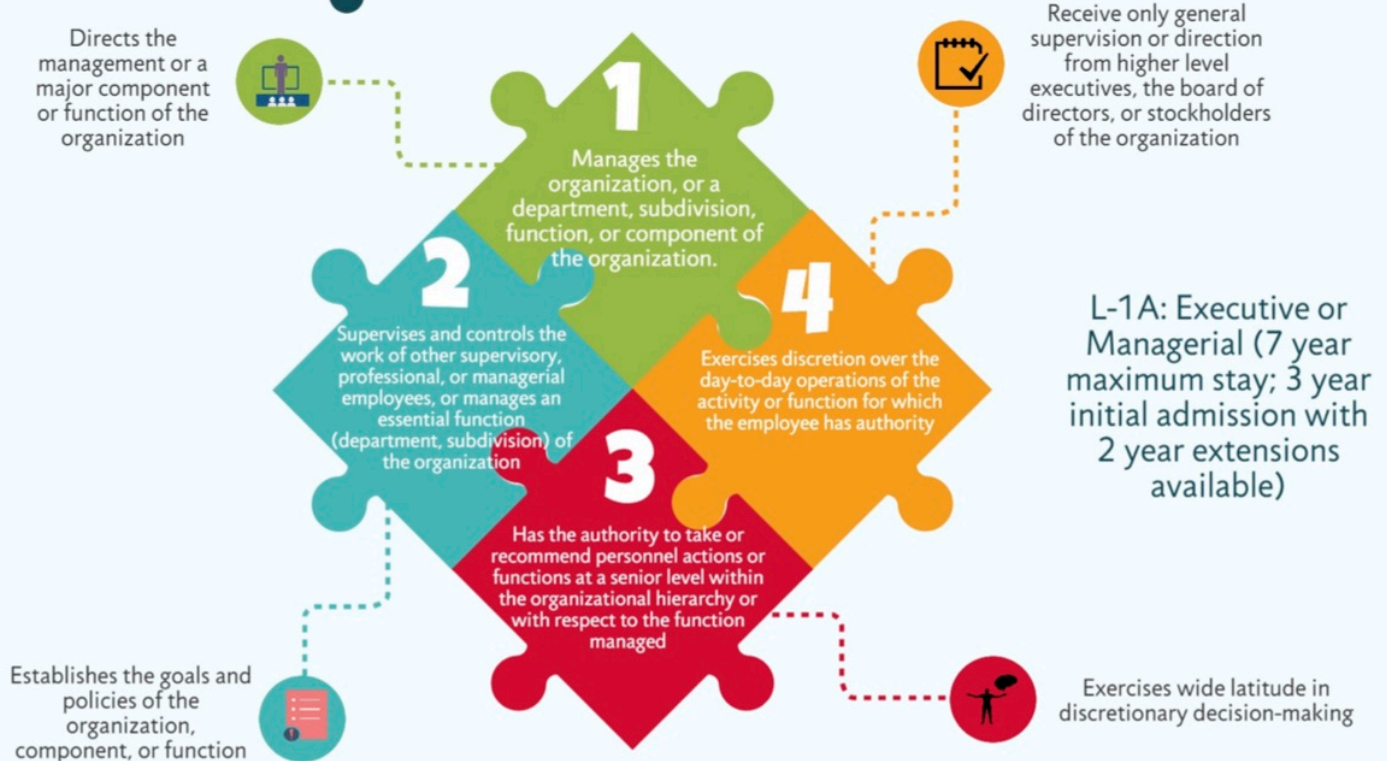 Directs the
management or a
major component
or function of the
organization
1
Manages the
organization, or a
department, subdivision,
function, or component of
the organization.
Receive only general
supervision or direction
from higher level
executives, the board of
directors, or stockholders
of the organization
2
Supervises and controls the
work of other supervisory,
professional, or managerial
employees, or manages an
essential function
(department, subdivision) of
the organization
4
Exercises discretion over the
day-to-day operations of the
activity or function for which
the employee has authority
L-1A: Executive or
Managerial (7 year
maximum stay; 3 year
initial admission with
2 year extensions
available)
3
Has the authority to take or
recommend personnel actions or
functions at a senior level within
the organizational hierarchy or
with respect to the function
managed
Establishes the goals and
policies of the
organization,
component, or function
Exercises wide latitude in
discretionary decision-making